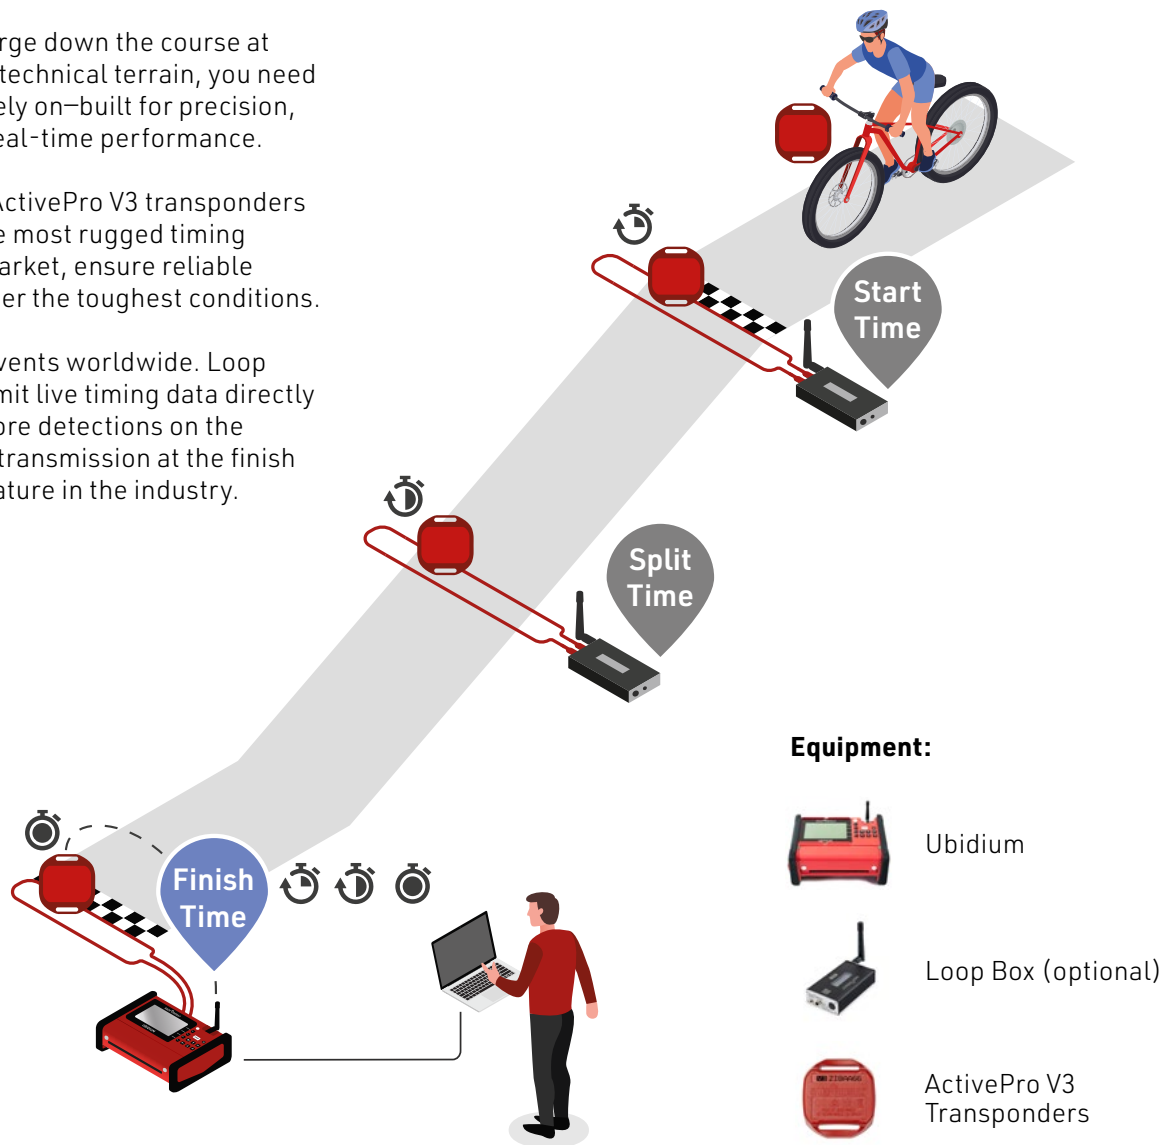 rge down the course at
technical terrain, you need
ely on—built for precision,
eal-time performance.
ActivePro V3 transponders
e most rugged timing
arket, ensure reliable
er the toughest conditions.
vents worldwide. Loop
mit live timing data directly
ore detections on the
transmission at the finish
ature in the industry.
Start
Time
Split
Time
Finish
Time
Equipment:
Ubidium
Loop Box (optional)
ActivePro V3
Transponders